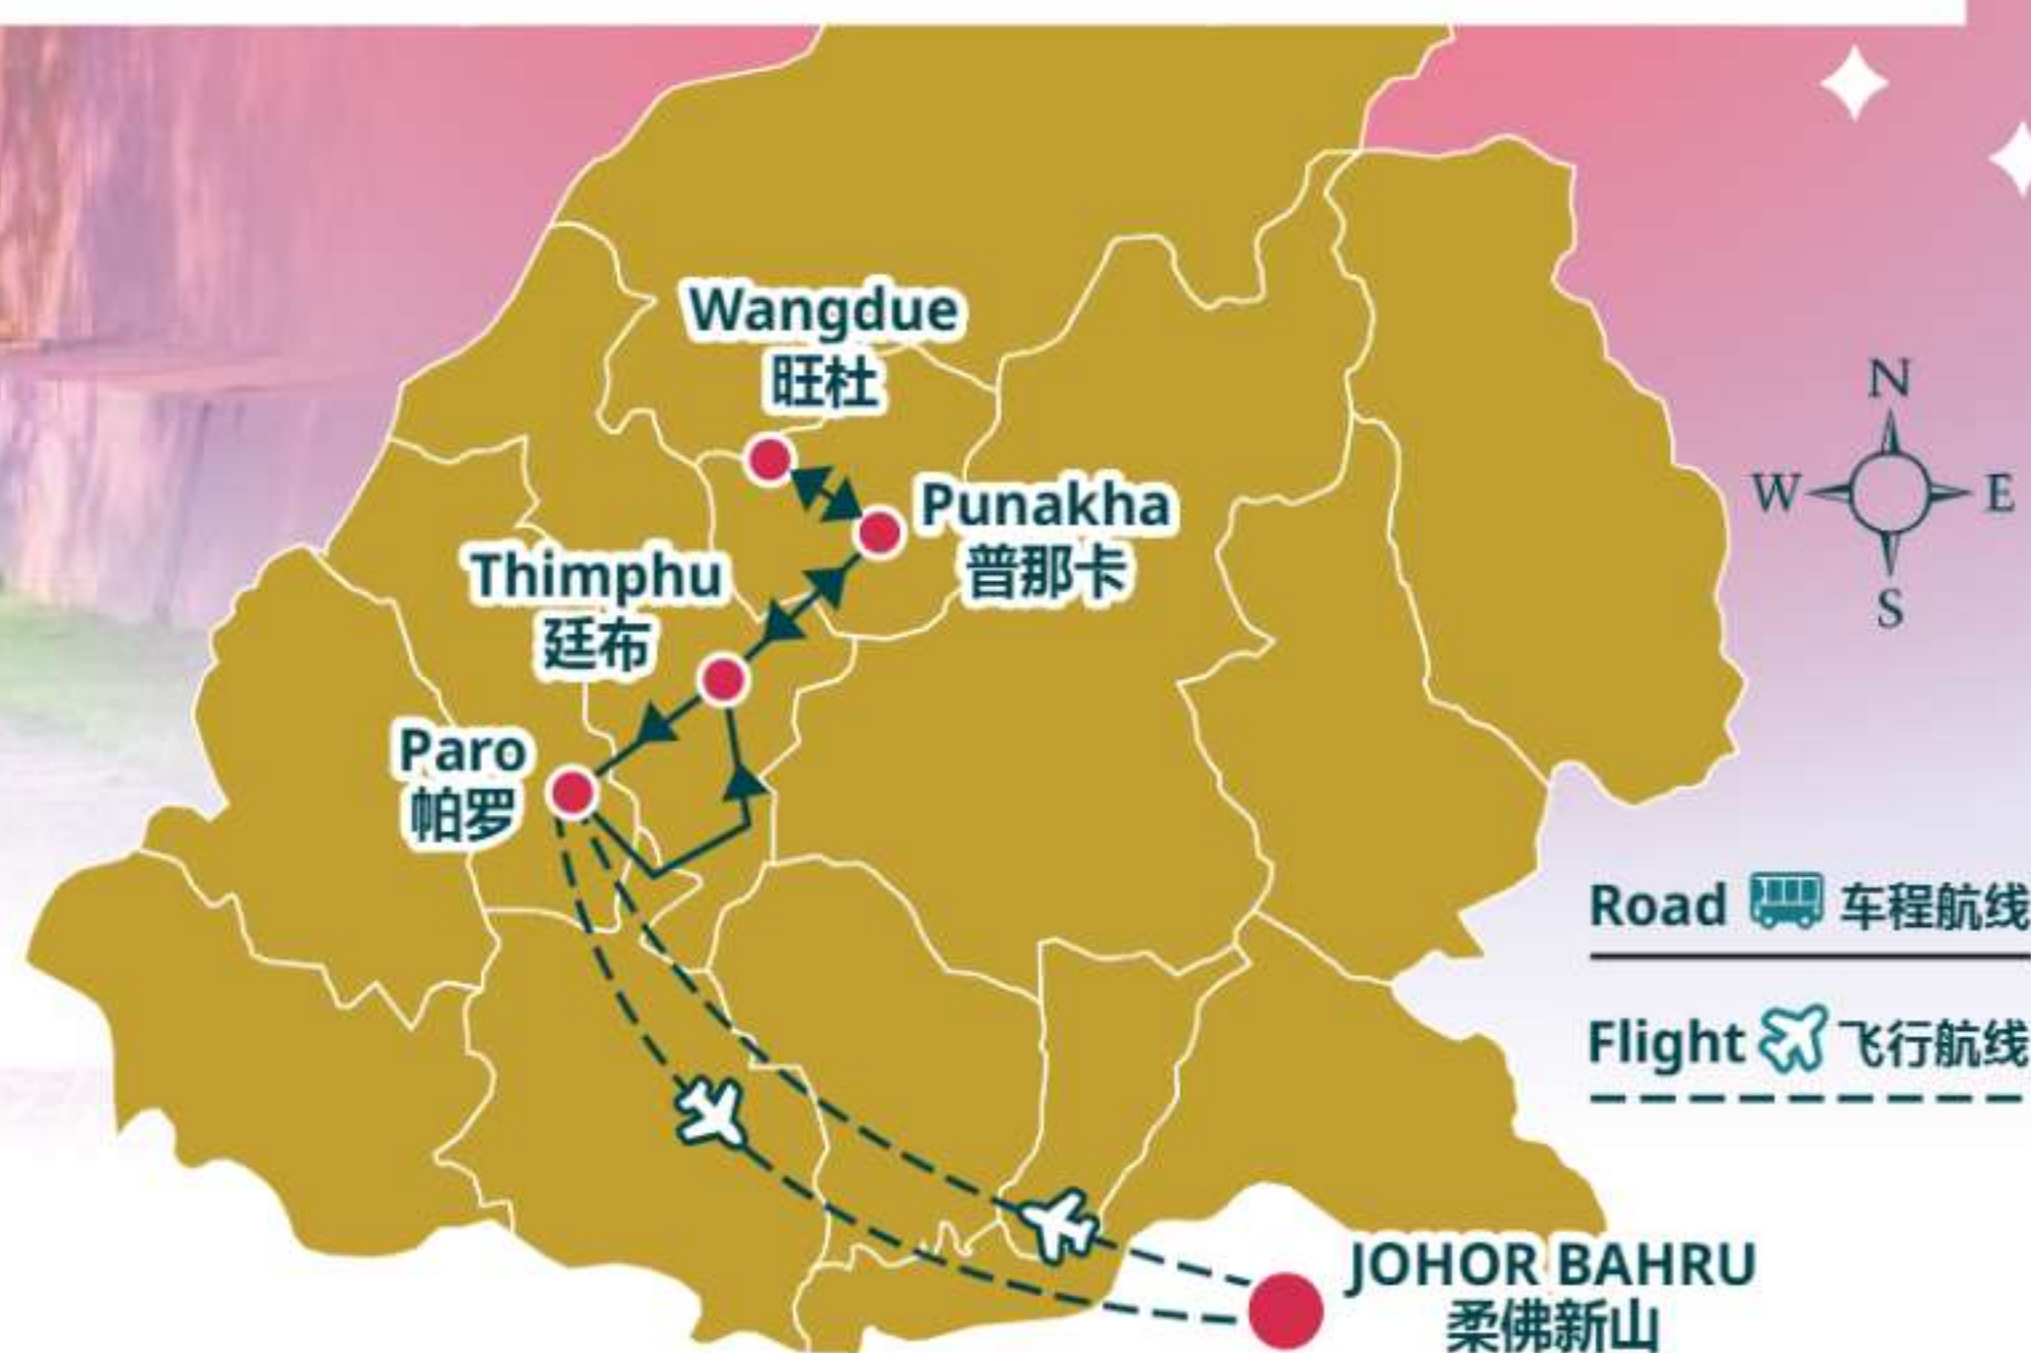 Wangdue
旺杜
Punakha
普那卡
Thimphu
廷布
Paro
帕罗
N
W
E
S
Road 车程航线
Flight 飞行航线
JOHOR BAHRU
柔佛新山